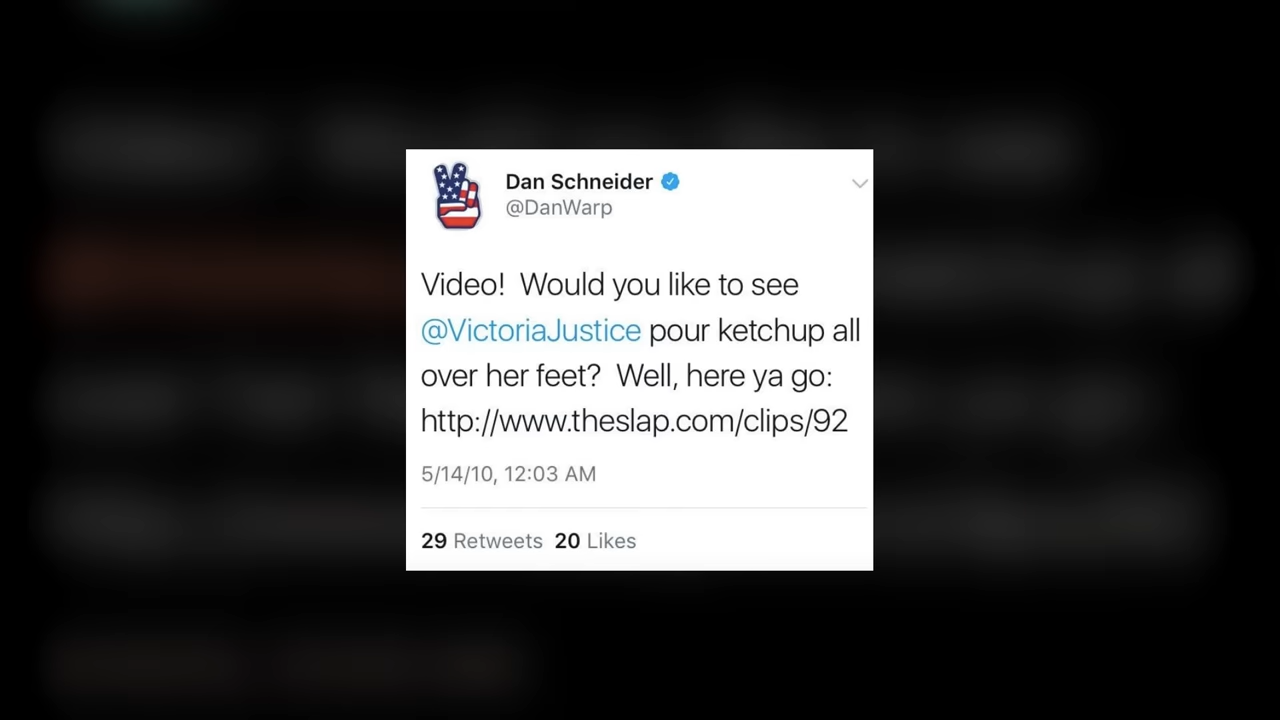 Dan Schneider
@DanWarp
Video!  Would you like to see
@VictoriaJustice pour ketchup all
over her feet?  Well, here ya go:
http://www.theslap.com/clips/92
5/14/10, 12:03 AM
29 Retweets  20 Likes